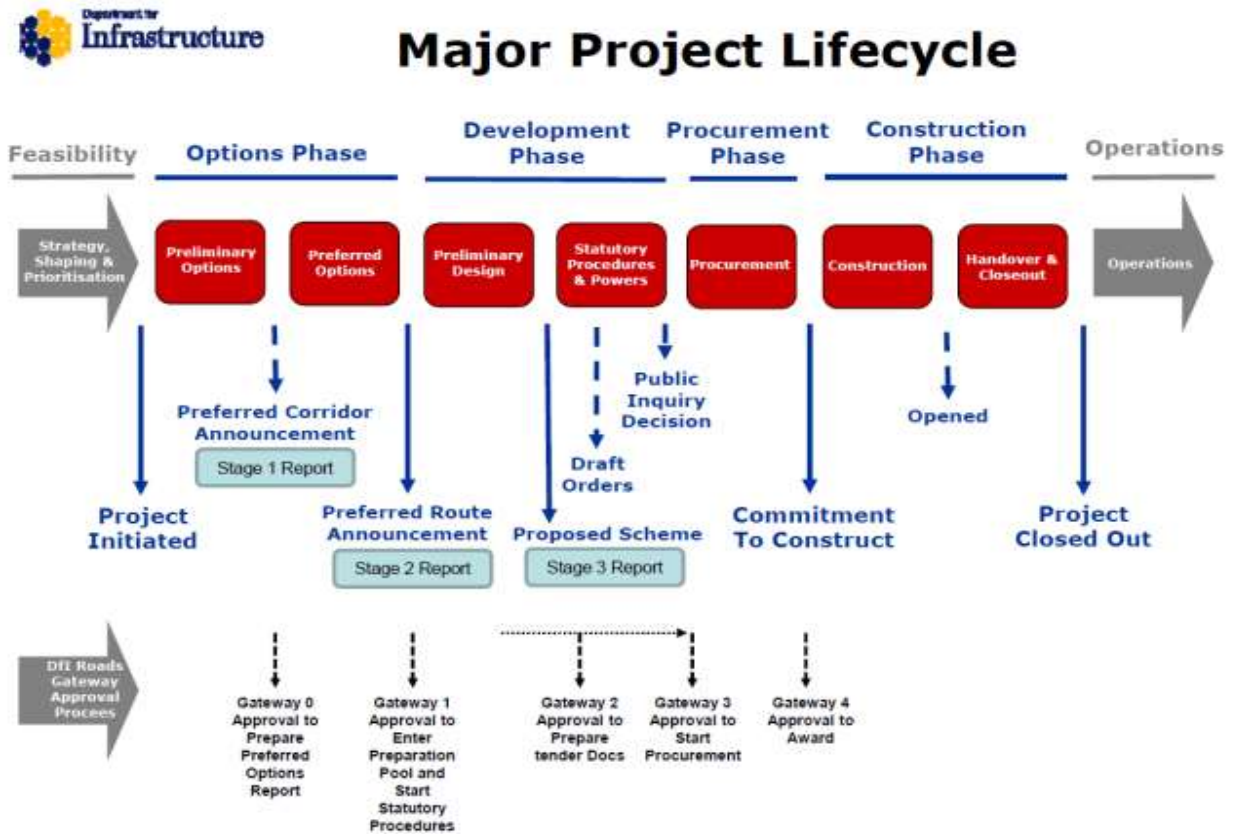 Department for
Infrastructure
Major Project Lifecycle
Feasibility
Options Phase
Development
Phase
Procurement
Phase
Construction
Phase
Operations
Strategy,
Shaping &
Prioritisation
Preliminary
Options
Preferred
Options
Preliminary
Design
Statutory
Procedures
& Powers
Procurement
Construction
Handover &
Closeout
Operations
Preferred Corridor
Announcement
Stage 1 Report
Public
Inquiry
Decision
Opened
Draft
Orders
Project
Initiated
Preferred Route
Announcement
Stage 2 Report
Proposed Scheme
Stage 3 Report
Commitment
To Construct
Project
Closed Out
DfI Roads
Gateway
Approval
Procees
Gateway 0
Approval to
Prepare
Preferred
Options
Report
Gateway 1
Approval to
Enter
Preparation
Pool and
Start
Statutory
Procedures
Gateway 2
Approval to
Prepare
tender Docs
Gateway 3
Approval to
Start
Procurement
Gateway 4
Approval to
Award